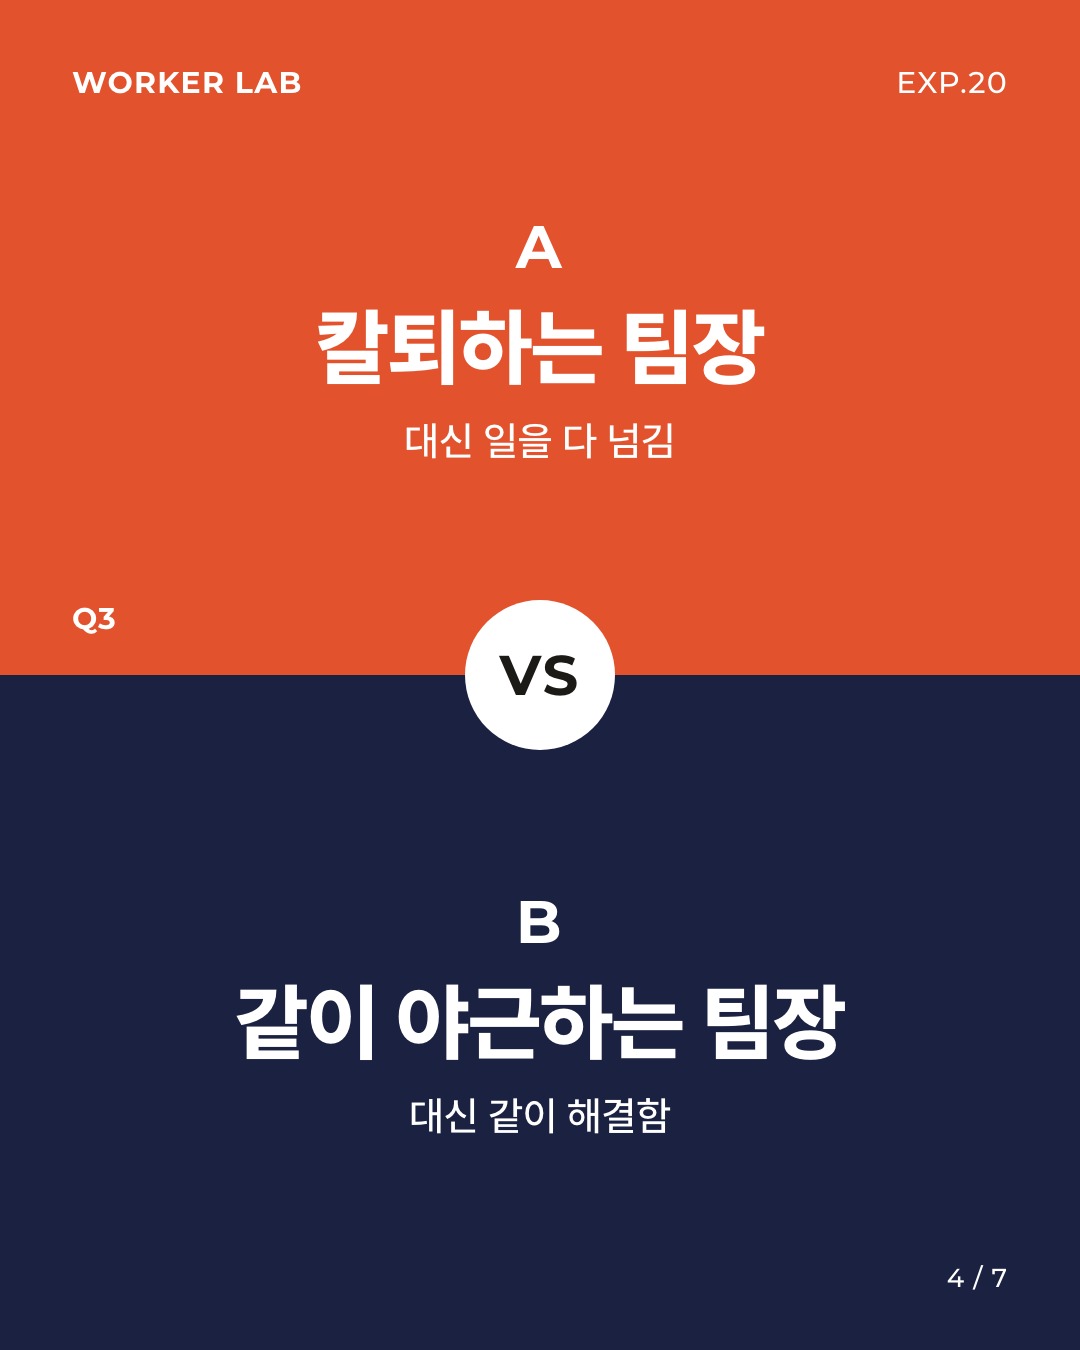 WORKER LAB
EXP.20
A
칼퇴하는 팀장
대신 일을 다 넘김
Q3
VS
B
같이 야근하는 팀장
대신 같이 해결함
4 / 7